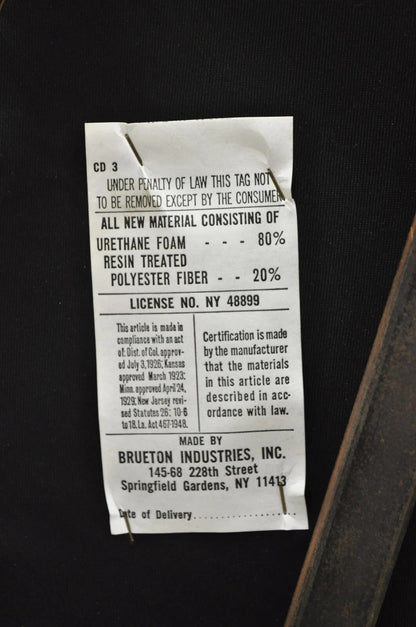 CD 3
UNDER PENALTY OF LAW THIS TAG NOT
TO BE REMOVED EXCEPT BY THE CONSUMER
ALL NEW MATERIAL CONSISTING OF
URETHANE FOAM - - - 80%
RESIN TREATED
POLYESTER FIBER - - 20%
LICENSE NO. NY 48899
This article is made in
compliance with an act
of: Dist. of Col. approv-
ed July 3, 1926; Kansas
approved March 1923;
Minn. approved April 24,
1929; New Jersey revi-
sed Statutes 26: 10-6
to 18. La. Act 467-1948.
Certification is made
by the manufacturer
that the materials
in this article are
described in acc-
ordance with law.
MADE BY
BRUETON INDUSTRIES, INC.
145-68 228th Street
Springfield Gardens, NY 11413
Date of Delivery.................